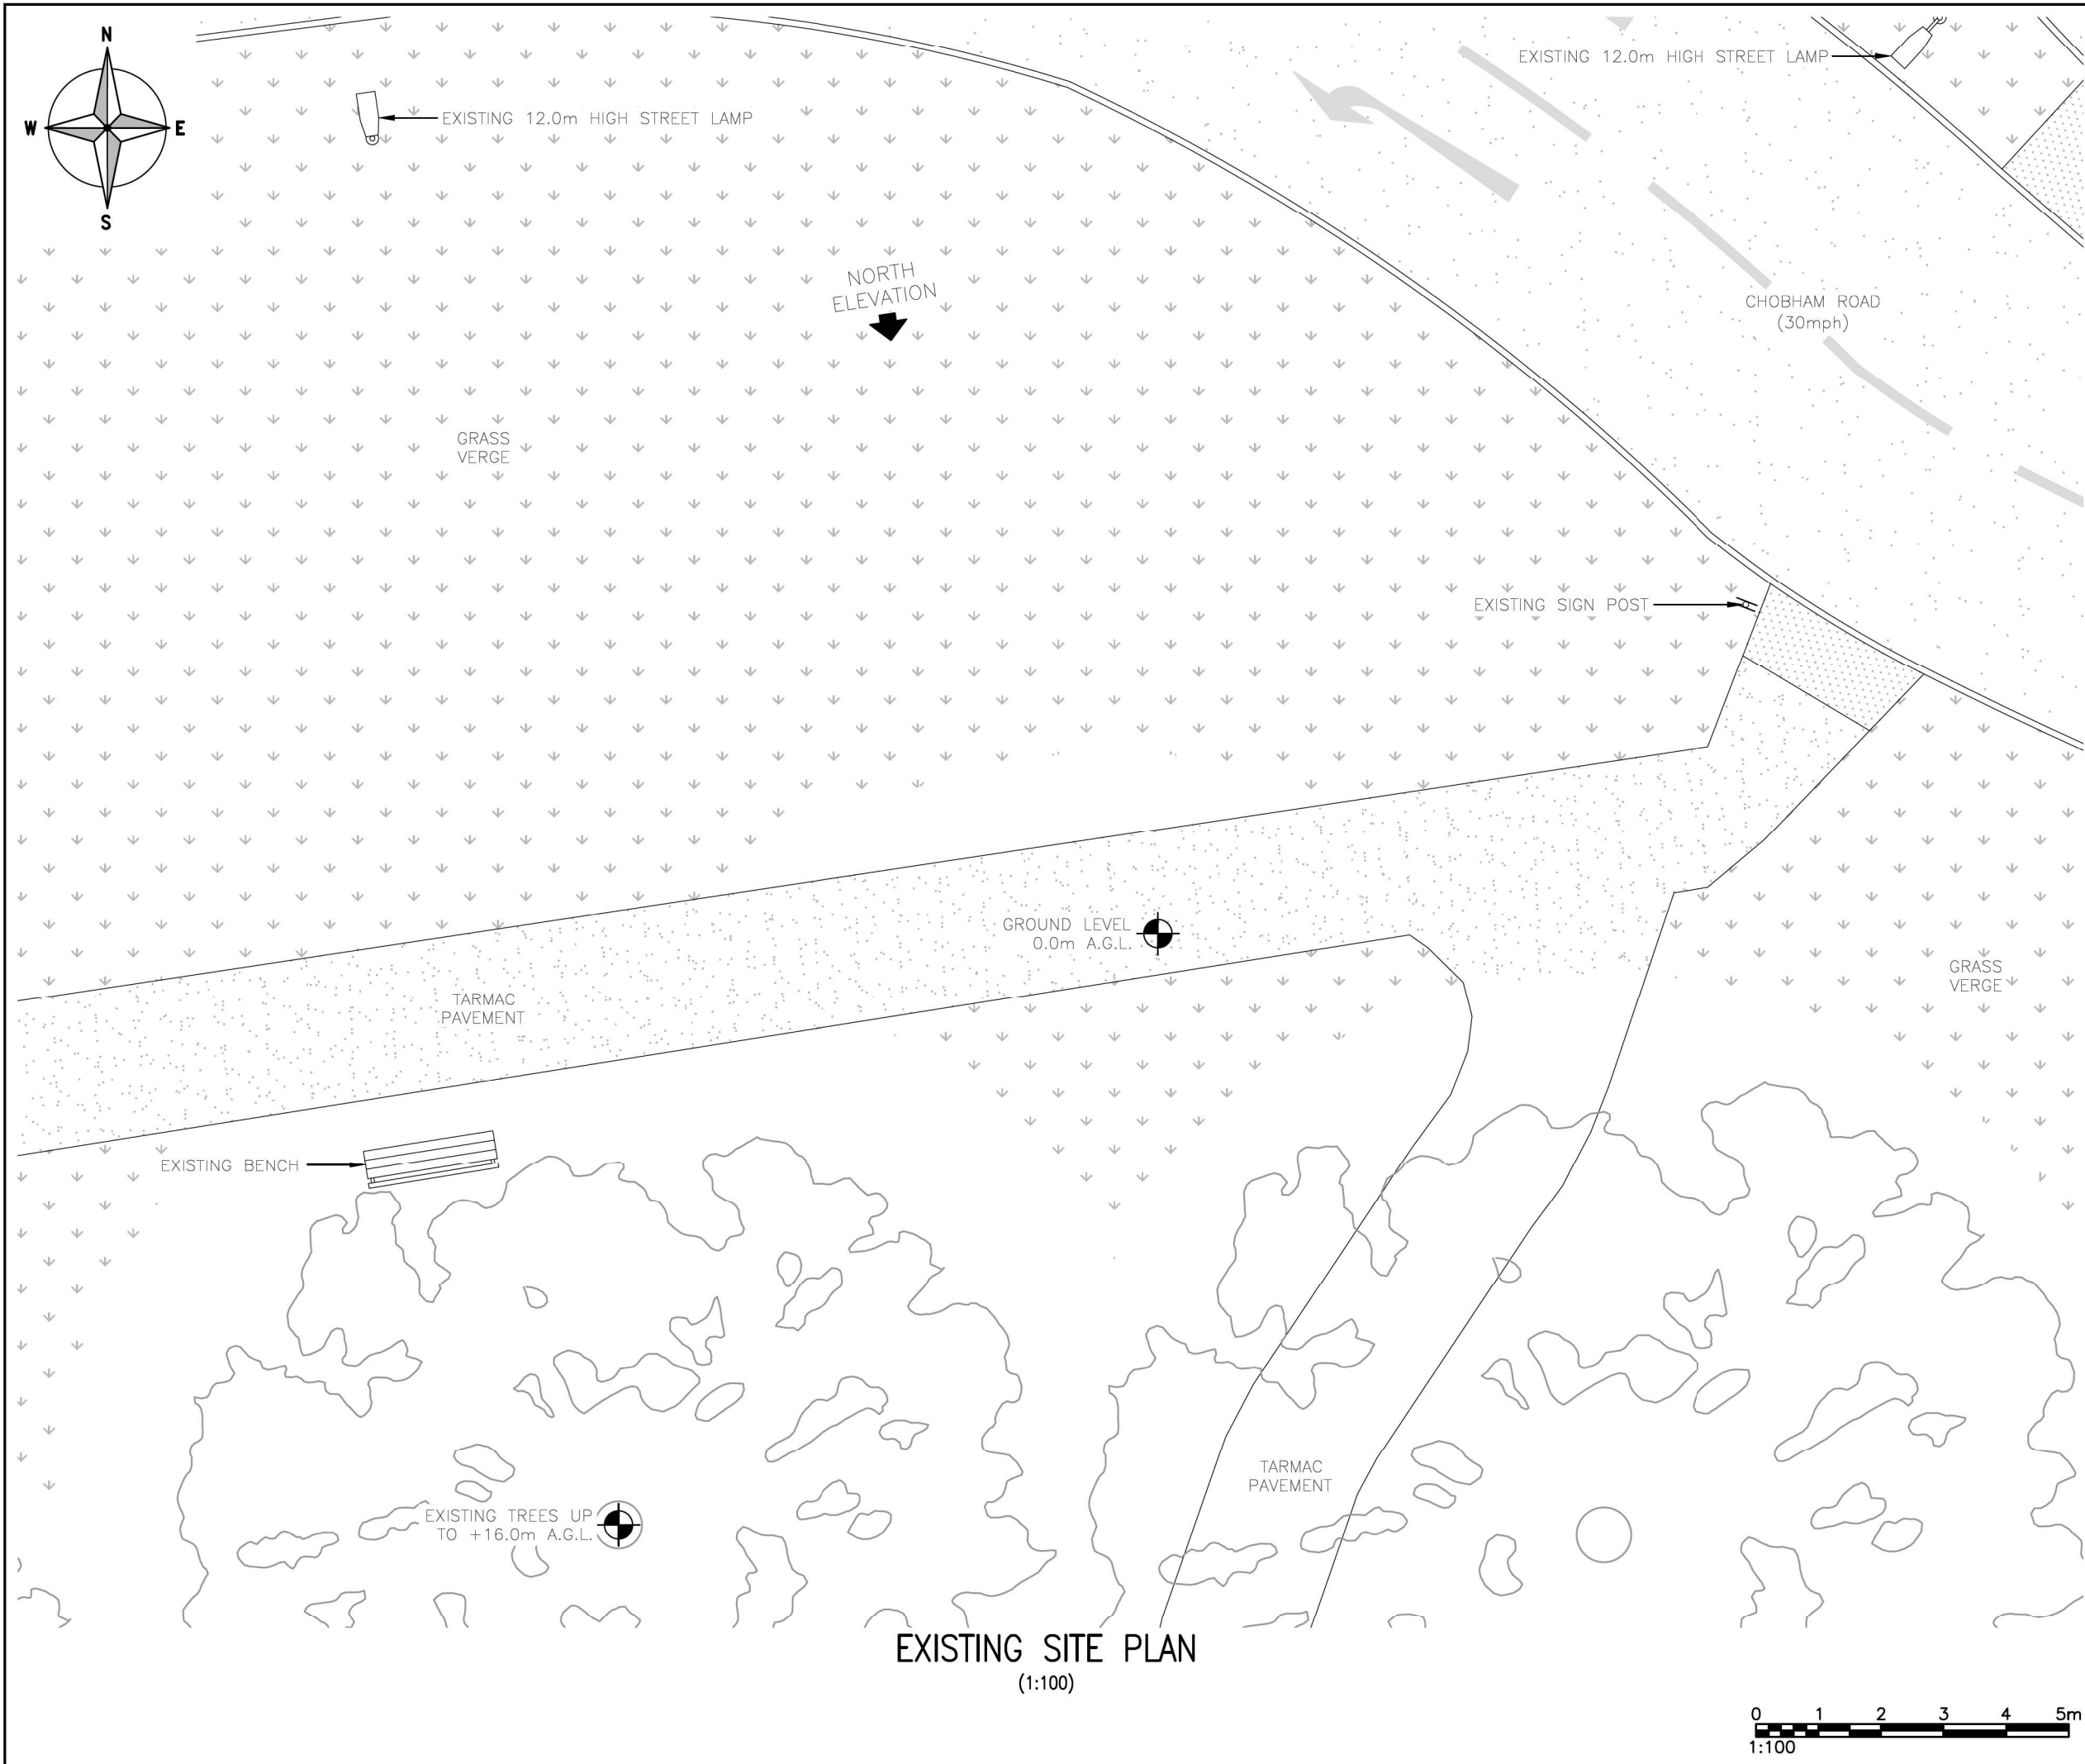 N
EXISTING 12.0m HIGH STREET LAMP
EXISTING 12.0m HIGH STREET LAMP
W
E
S
NORTH
ELEVATION
CHOBHAM ROAD
(30mph)
GRASS
VERGE
EXISTING SIGN POST
GROUND LEVEL
0.0m A.G.L.
GRASS
VERGE
TARMAC
PAVEMENT
EXISTING BENCH
TARMAC
PAVEMENT
EXISTING TREES UP
TO +16.0m A.G.L.
EXISTING SITE PLAN
(1:100)
0 1 2 3 4 5m
1:100